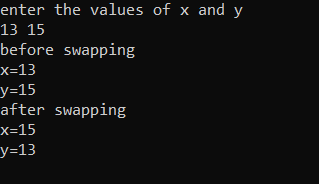 enter the values of x and y
13 15
before swapping
x=13
y=15
after swapping
x=15
y=13